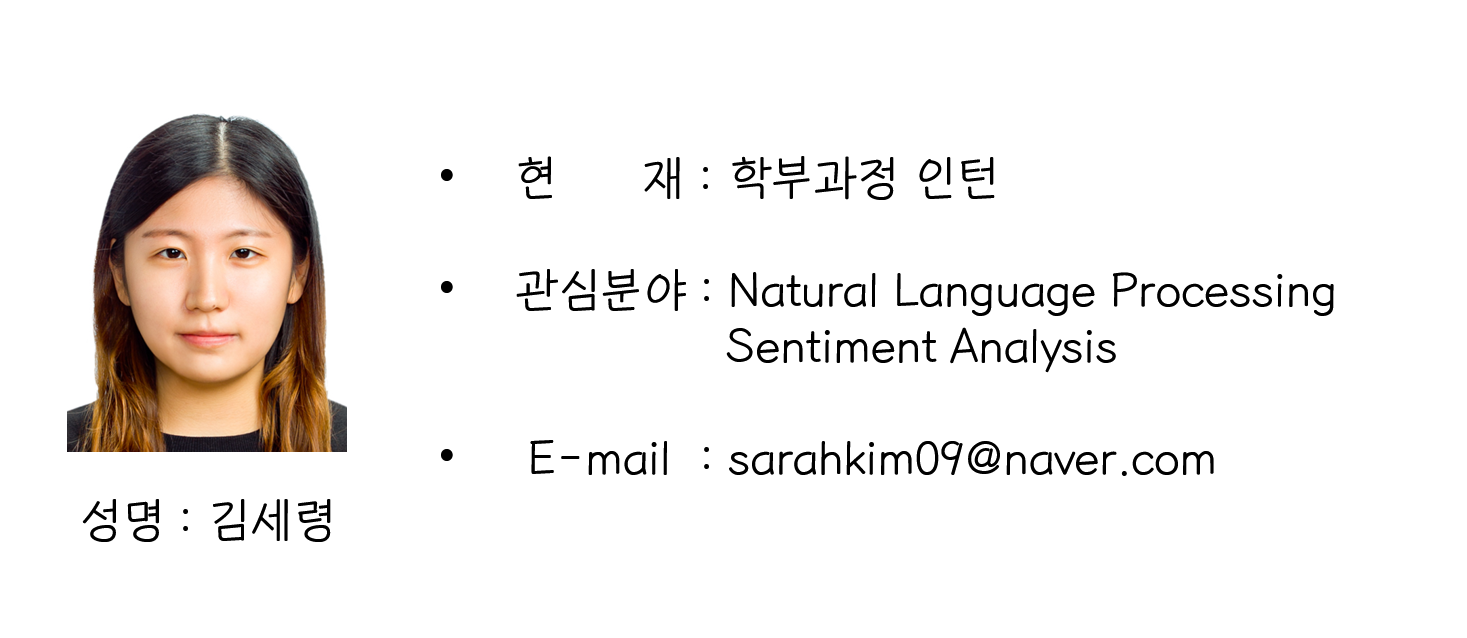 • 현 재 : 학부과정 인턴
• 관심분야 : Natural Language Processing
Sentiment Analysis
• E-mail : sarahkim09@naver.com
성명 : 김세령